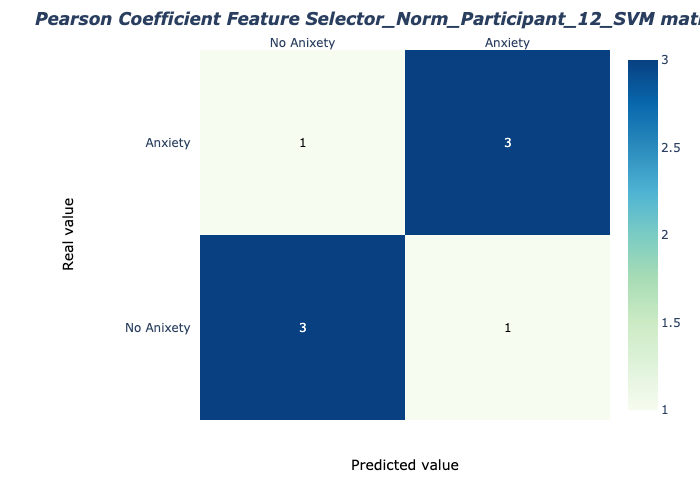 Pearson Coefficient Feature Selector_Norm_Participant_12_SVM
No Anixety Anxiety
3
Anxiety 1 3
2.5
2
Real value
1.5
No Anixety 3 1
1
Predicted value